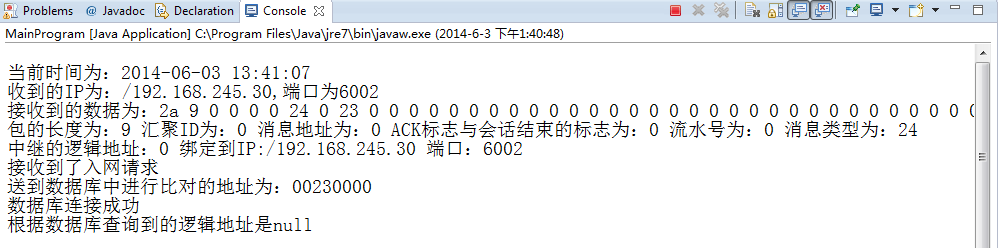 Problems @ Javadoc Declaration Console
MainProgram [Java Application] C:\Program Files\Java\jre7\bin\javaw.exe (2014-6-3 下午1:40:48)
当前时间为：2014-06-03 13:41:07
收到的IP为：/192.168.245.30,端口为6002
接收到的数据为：2a 9 0 0 0 0 24 0 23 0 0 0 0 0 0 0 0 0 0 0 0 0 0 0 0 0 0 0 0 0 0 0 0 0 0 0 0 0 0 0
包的长度为：9 汇聚ID为：0 消息地址为：0 ACK标志与会话结束的标志为：0 流水号为：0 消息类型为：24
中继的逻辑地址：0 绑定到IP:/192.168.245.30 端口：6002
接收到了入网请求
送到数据库中进行比对的地址为：00230000
数据库连接成功
根据数据库查询到的逻辑地址是null